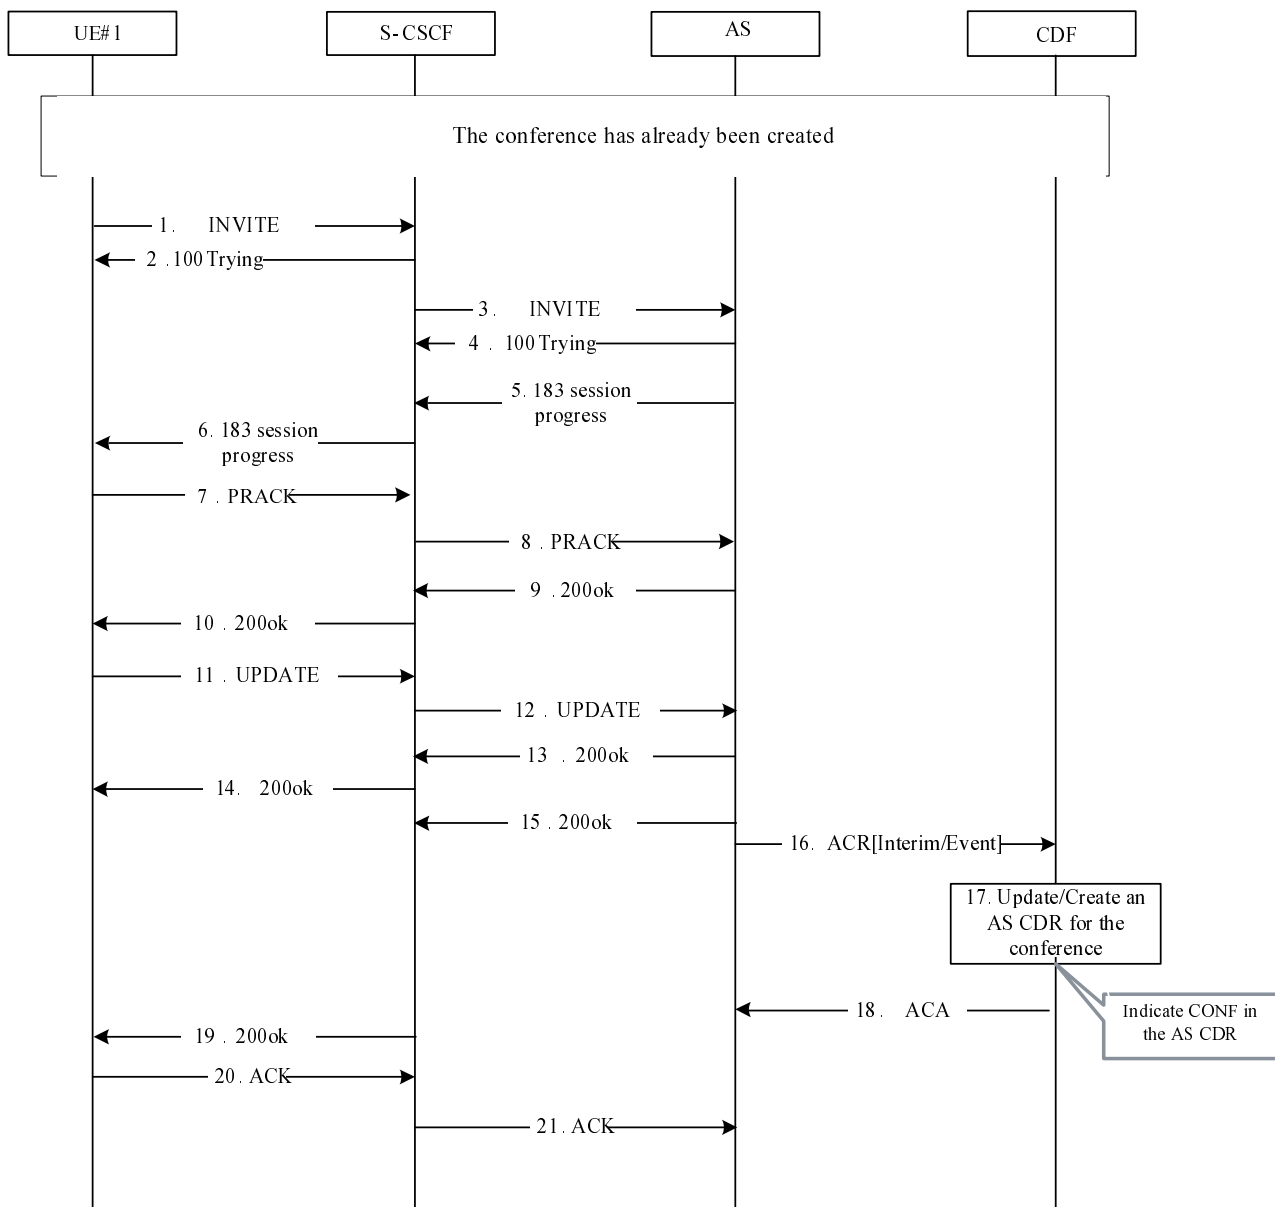 UE#1
S-CSCF
AS
CDF
The conference has already been created
1. INVITE
2 . 100 Trying
3. INVITE
4 . 100 Trying
5. 183 session
progress
6. 183 session
progress
7 . PRACK
8 . PRACK
9 . 200ok
10 . 200ok
11 . UPDATE
12 . UPDATE
13 . 200ok
14. 200ok
15 . 200ok
16. ACR[Interim/Event]
17. Update/Create an
AS CDR for the
conference
18. ACA
Indicate CONF in
the AS CDR
19 . 200ok
20. ACK
21. ACK